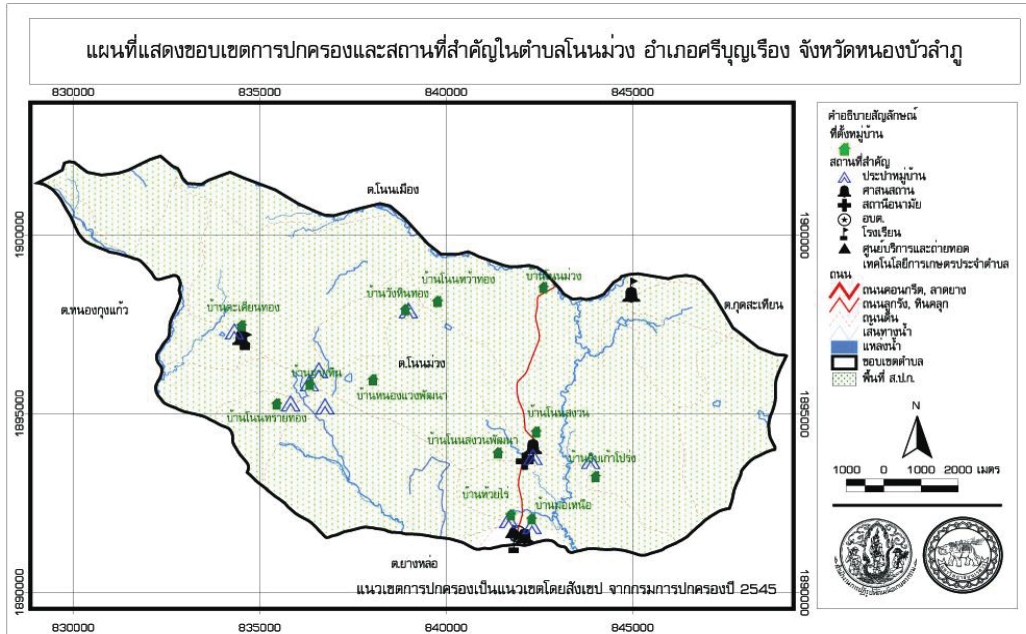 แผนที่แสดงขอบเขตการปกครองและสถานที่สำคัญในตำบลโนนม่วง อำเภอศรีบุญเรือง จังหวัดหนองบัวลำภู
830000 835000 840000 845000
1900000 1900000
1895000 1895000
1890000 1890000
ต.โนนเมือง
บ้านโนนหว้าทอง
บ้านโนนม่วง
บ้านวังหินทอง
ต.หนองกุงแก้ว
บ้านตะเคียนทอง
ต.กุดสะเทียน
ต.โนนม่วง
บ้านหนองแวงพัฒนา
บ้านโนนทรายทอง
บ้านโนนสงวน
บ้านโนนสงวนพัฒนา
บ้านห้วยไร่
ต.ยางหล่อ
แนวเขตการปกครองเป็นแนวเขตโดยสังเขป จากกรมการปกครองปี 2545
830000 835000 840000 845000
คำอธิบายสัญลักษณ์
ที่ตั้งหมู่บ้าน
สถานที่สำคัญ
ประปาหมู่บ้าน
ศาสนสถาน
สถานีอนามัย
อบต.
โรงเรียน
ศูนย์บริการและถ่ายทอด
เทคโนโลยีการเกษตรประจำตำบล
ถนน
ถนนคอนกรีต, ลาดยาง
ถนนลูกรัง, หินคลุก
ถนนดิน
เส้นทางน้ำ
แหล่งน้ำ
ขอบเขตตำบล
พื้นที่ ส.ป.ก.
N
1000 0 1000 2000 เมตร